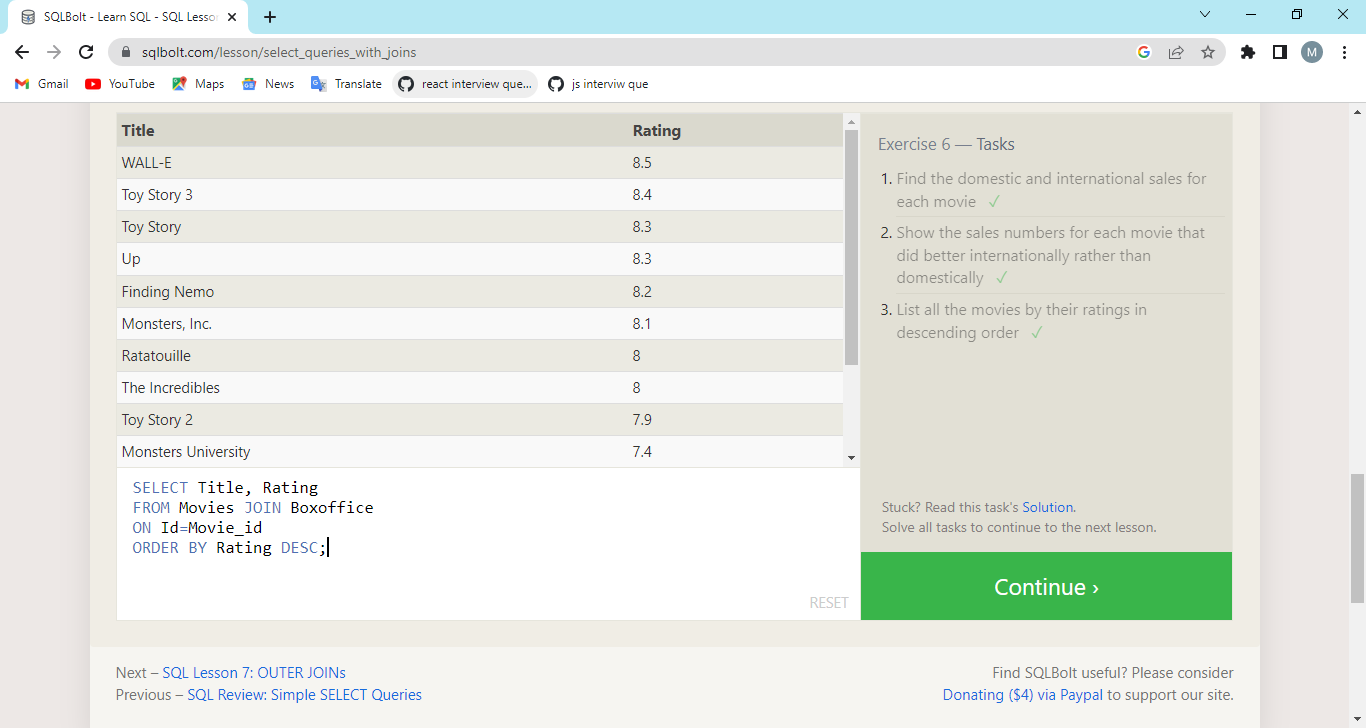 SQLBolt - Learn SQL - SQL Lesson
sqlbolt.com/lesson/select_queries_with_joins
M
Gmail YouTube Maps News Translate react interview que... js interviw que
Title Rating
WALL-E 8.5
Toy Story 3 8.4
Toy Story 8.3
Up 8.3
Finding Nemo 8.2
Monsters, Inc. 8.1
Ratatouille 8
The Incredibles 8
Toy Story 2 7.9
Monsters University 7.4
SELECT Title, Rating
FROM Movies JOIN Boxoffice
ON Id=Movie_id
ORDER BY Rating DESC;
RESET
Exercise 6 — Tasks
1. Find the domestic and international sales for
each movie ✓
2. Show the sales numbers for each movie that
did better internationally rather than
domestically ✓
3. List all the movies by their ratings in
descending order ✓
Stuck? Read this task's Solution.
Solve all tasks to continue to the next lesson.
Continue ›
Next – SQL Lesson 7: OUTER JOINs
Previous – SQL Review: Simple SELECT Queries
Find SQLBolt useful? Please consider
Donating ($4) via Paypal to support our site.